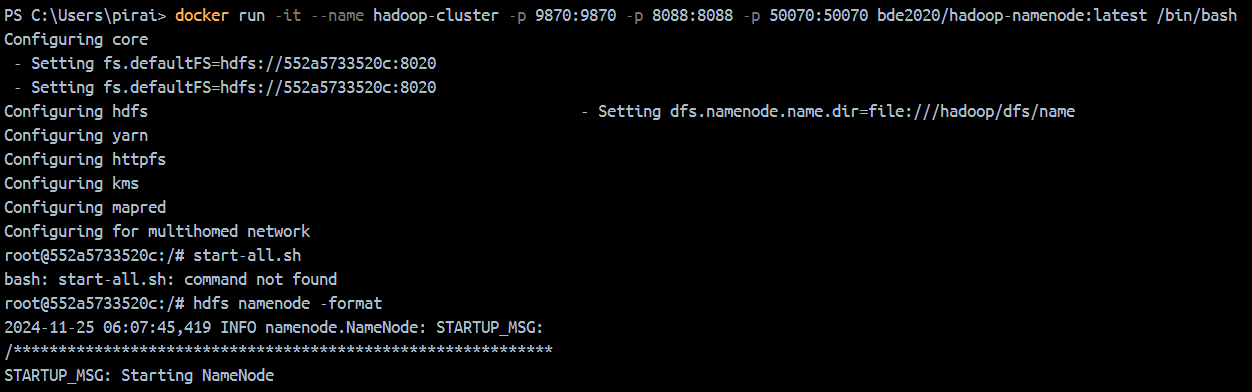 PS C:\Users\pirai> docker run -it --name hadoop-cluster -p 9870:9870 -p 8088:8088 -p 50070:50070 bde2020/hadoop-namenode:latest /bin/bash
Configuring core
 - Setting fs.defaultFS=hdfs://552a5733520c:8020
 - Setting fs.defaultFS=hdfs://552a5733520c:8020
Configuring hdfs - Setting dfs.namenode.name.dir=file:///hadoop/dfs/name
Configuring yarn
Configuring httpfs
Configuring kms
Configuring mapred
Configuring for multihomed network
root@552a5733520c:/# start-all.sh
bash: start-all.sh: command not found
root@552a5733520c:/# hdfs namenode -format
2024-11-25 06:07:45,419 INFO namenode.NameNode: STARTUP_MSG:
/************************************************************
STARTUP_MSG: Starting NameNode